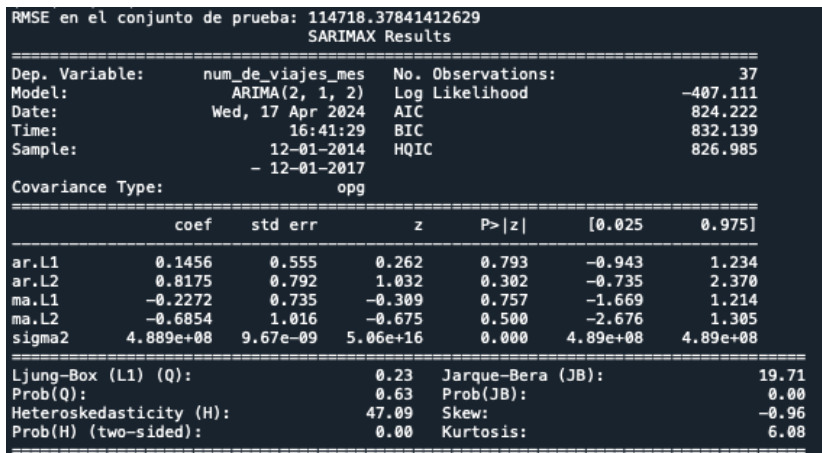 RMSE en el conjunto de prueba: 114718.37841412629
SARIMAX Results
==============================================================================
Dep. Variable: num_de_viajes_mes No. Observations: 37
Model: ARIMA(2, 1, 2) Log Likelihood -407.111
Date: Wed, 17 Apr 2024 AIC 824.222
Time: 16:41:29 BIC 832.139
Sample: 12-01-2014 HQIC 826.985
- 12-01-2017
Covariance Type: opg
==============================================================================
coef std err z P>|z| [0.025 0.975]
------------------------------------------------------------------------------
ar.L1 0.1456 0.555 0.262 0.793 -0.943 1.234
ar.L2 0.8175 0.792 1.032 0.302 -0.735 2.370
ma.L1 -0.2272 0.735 -0.309 0.757 -1.669 1.214
ma.L2 -0.6854 1.016 -0.675 0.500 -2.676 1.305
sigma2 4.889e+08 9.67e-09 5.06e+16 0.000 4.89e+08 4.89e+08
===================================================================================
Ljung-Box (L1) (Q): 0.23 Jarque-Bera (JB): 19.71
Prob(Q): 0.63 Prob(JB): 0.00
Heteroskedasticity (H): 47.09 Skew: -0.96
Prob(H) (two-sided): 0.00 Kurtosis: 6.08
===================================================================================